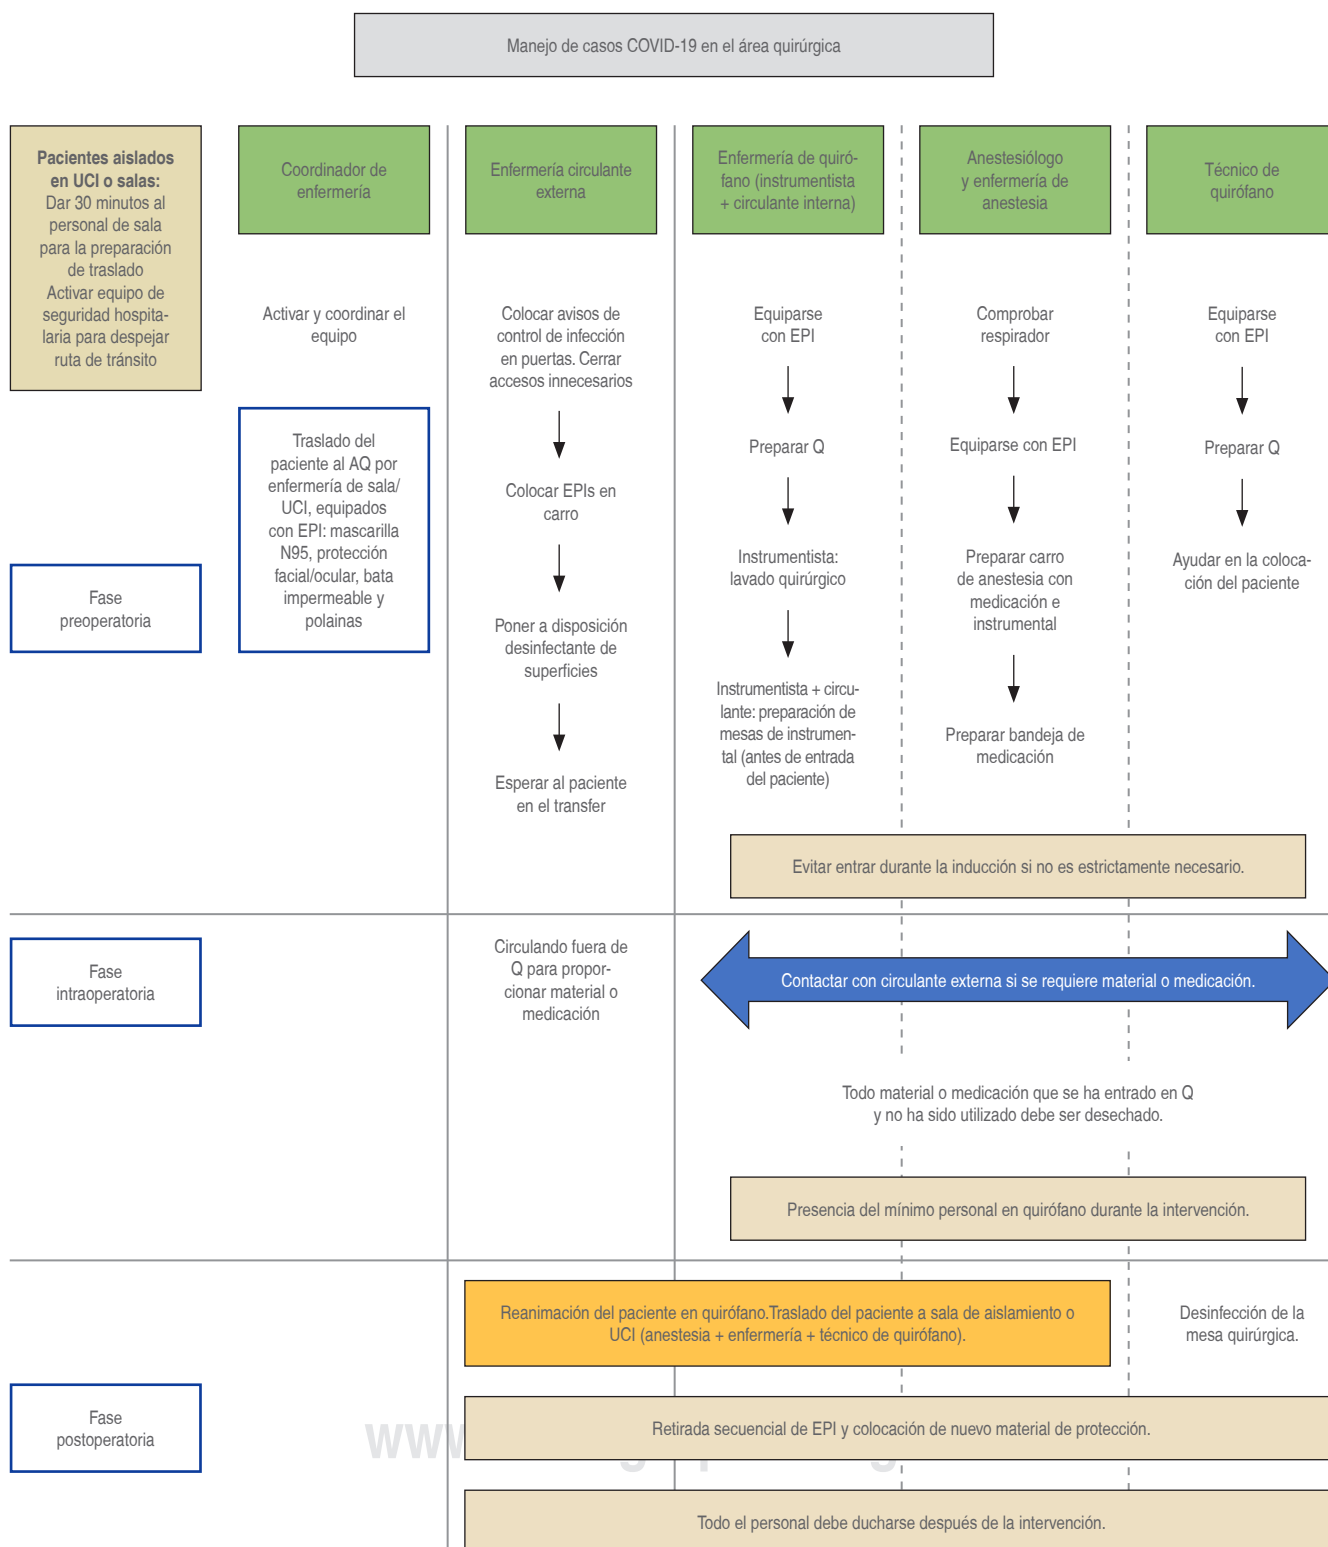 Manejo de casos COVID-19 en el área quirúrgica
Pacientes aislados
en UCI o salas:
Dar 30 minutos al
personal de sala
para la preparación
de traslado
Activar equipo de
seguridad hospita-
laria para despejar
ruta de tránsito
Coordinador de
enfermería
Enfermería circulante
externa
Enfermería de quiró-
fano (instrumentista
+ circulante interna)
Anestesiólogo
y enfermería de
anestesia
Técnico de
quirófano
Fase
preoperatoria
Activar y coordinar el
equipo
Traslado del
paciente al AQ por
enfermería de sala/
UCI, equipados
con EPI: mascarilla
N95, protección
facial/ocular, bata
impermeable y
polainas
Colocar avisos de
control de infección
en puertas. Cerrar
accesos innecesarios
Colocar EPIs en
carro
Poner a disposición
desinfectante de
superficies
Esperar al paciente
en el transfer
Equiparse
con EPI
Preparar Q
Instrumentista:
lavado quirúrgico
Instrumentista + circu-
lante: preparación de
mesas de instrumen-
tal (antes de entrada
del paciente)
Comprobar
respirador
Equiparse con EPI
Preparar carro
de anestesia con
medicación e
instrumental
Preparar bandeja de
medicación
Equiparse
con EPI
Preparar Q
Ayudar en la coloca-
ción del paciente
Evitar entrar durante la inducción si no es estrictamente necesario.
Fase
intraoperatoria
Circulando fuera de
Q para propor-
cionar material o
medicación
Contactar con circulante externa si se requiere material o medicación.
Todo material o medicación que se ha entrado en Q
y no ha sido utilizado debe ser desechado.
Presencia del mínimo personal en quirófano durante la intervención.
Fase
postoperatoria
Reanimación del paciente en quirófano.Traslado del paciente a sala de aislamiento o
UCI (anestesia + enfermería + técnico de quirófano).
Desinfección de la
mesa quirúrgica.
Retirada secuencial de EPI y colocación de nuevo material de protección.
Todo el personal debe ducharse después de la intervención.